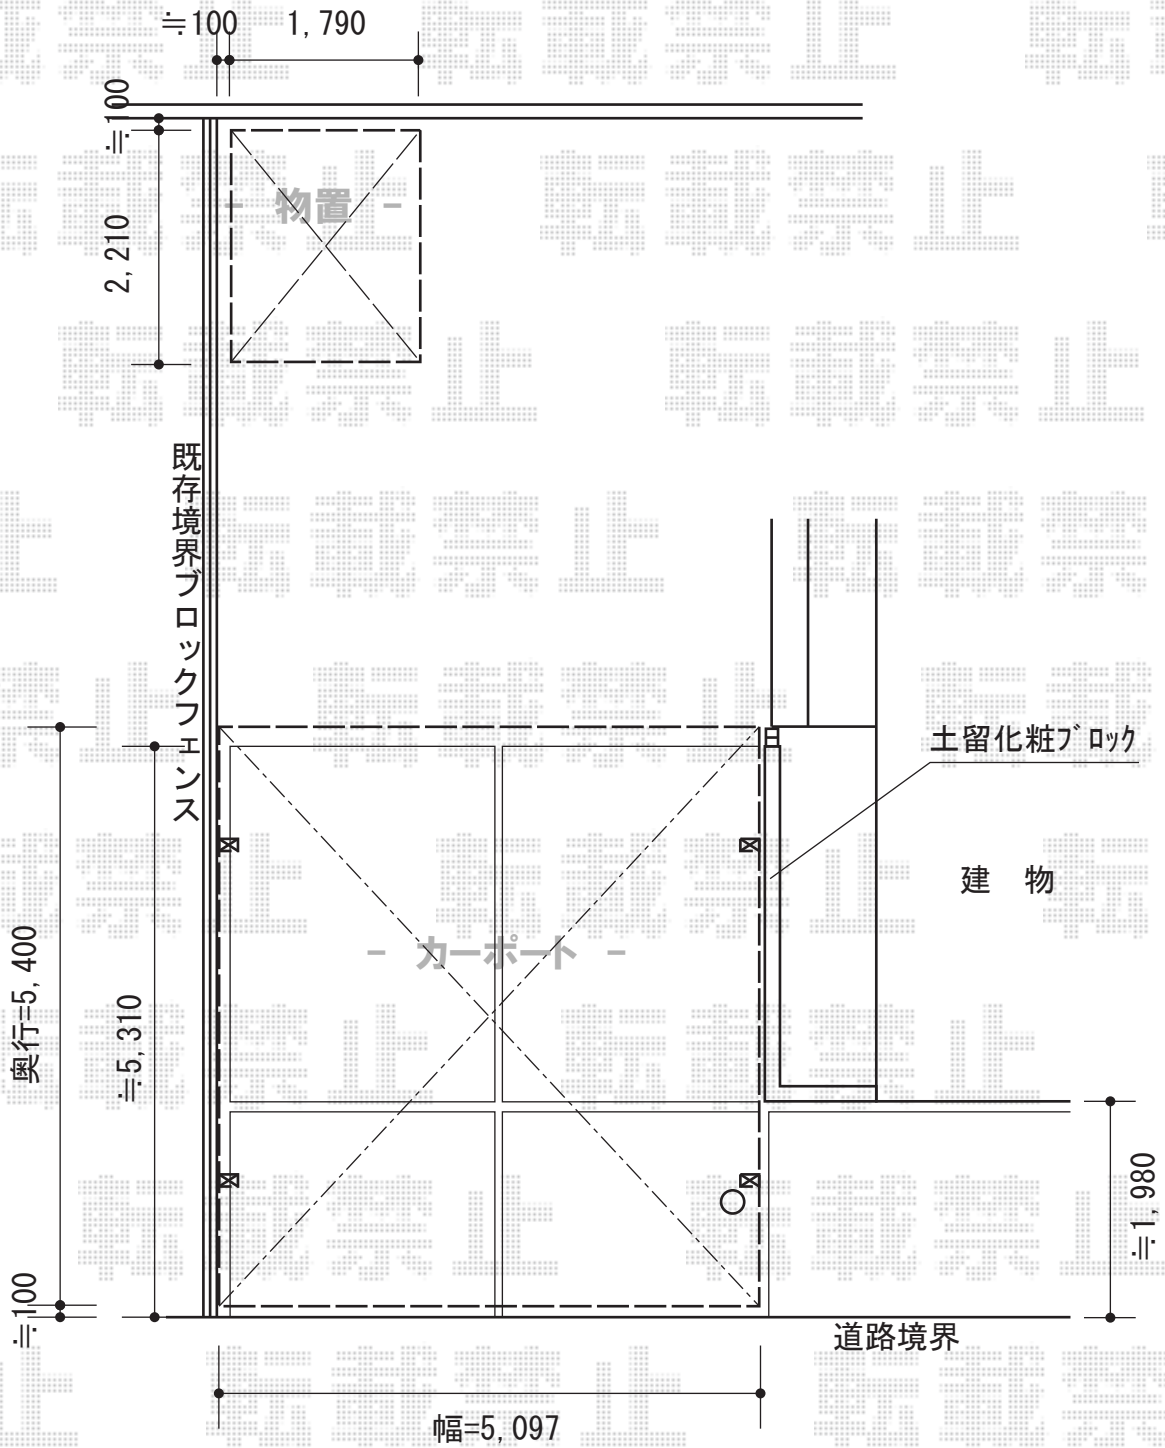 ≒100 1,790
≒100
2,210
- 物置 -
既存境界ブロックフェンス
土留化粧ブロック
建 物
- カーポート -
奥行=5,400
≒5,310
≒1,980
≒100
道路境界
幅=5,097
転載禁止